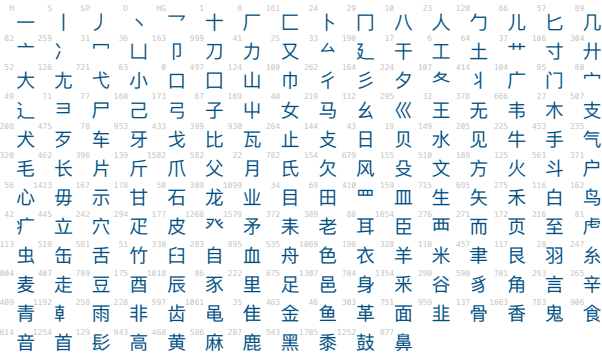 一 丨 丿 丶 乛 十 厂 匚 卜 冂 八 人 勹 儿 匕 几
亠 冫 冖 凵 卩 刀 力 又 厶 廴 干 工 土 艹 寸 廾
大 尢 弋 小 口 囗 山 巾 彳 彡 夕 夂 丬 广 门 宀
辶 彐 尸 己 弓 子 屮 女 马 幺 巛 王 无 韦 木 支
犬 歹 车 牙 戈 比 瓦 止 攴 日 贝 水 见 牛 手 气
毛 长 片 斤 爪 父 月 氏 欠 风 殳 文 方 火 斗 户
心 毋 示 甘 石 龙 业 目 田 罒 皿 生 矢 禾 白 鸟
疒 立 穴 疋 皮 癶 矛 耒 老 耳 臣 覀 而 页 至 虍
虫 缶 舌 竹 臼 自 血 舟 色 衣 羊 米 聿 艮 羽 糸
麦 走 豆 酉 辰 豕 里 足 邑 身 釆 谷 豸 角 言 辛
青 龺 雨 非 齿 黾 隹 金 鱼 革 面 韭 骨 香 鬼 食
音 首 髟 高 黄 麻 鹿 黑 黍 鼓 鼻